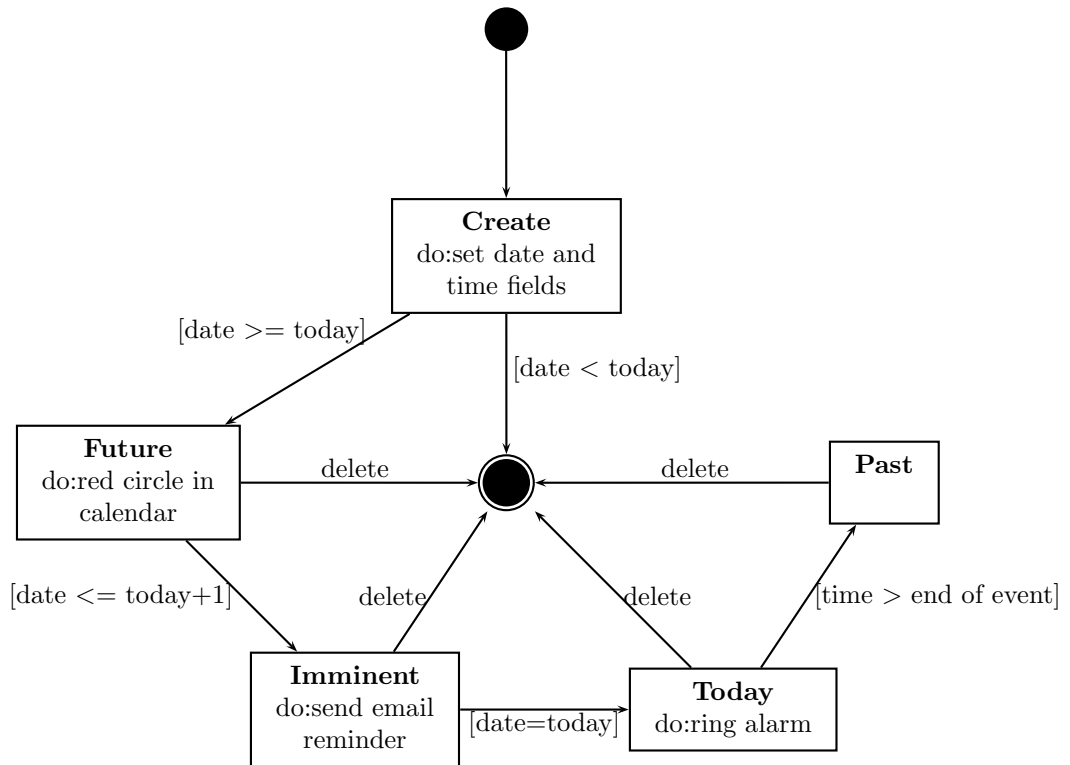 Create
do:set date and
time fields
[date >= today]
[date < today]
Future
do:red circle in
calendar
delete
delete
Past
[date <= today+1]
delete
delete
[time > end of event]
Imminent
do:send email
reminder
[date=today]
Today
do:ring alarm